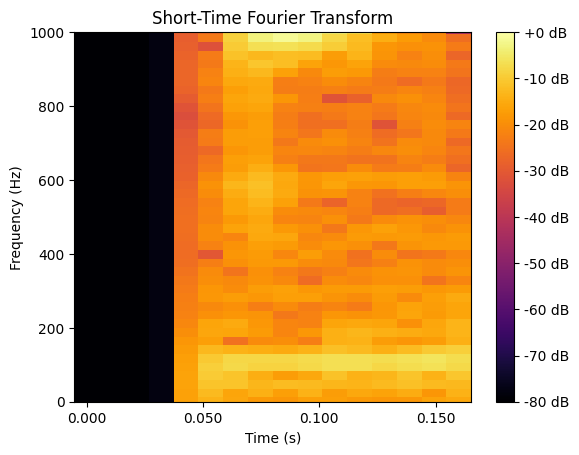 Short-Time Fourier Transform
1000
800
600
400
200
0
Frequency (Hz)
0.000
0.050
0.100
0.150
Time (s)
+0 dB
-10 dB
-20 dB
-30 dB
-40 dB
-50 dB
-60 dB
-70 dB
-80 dB